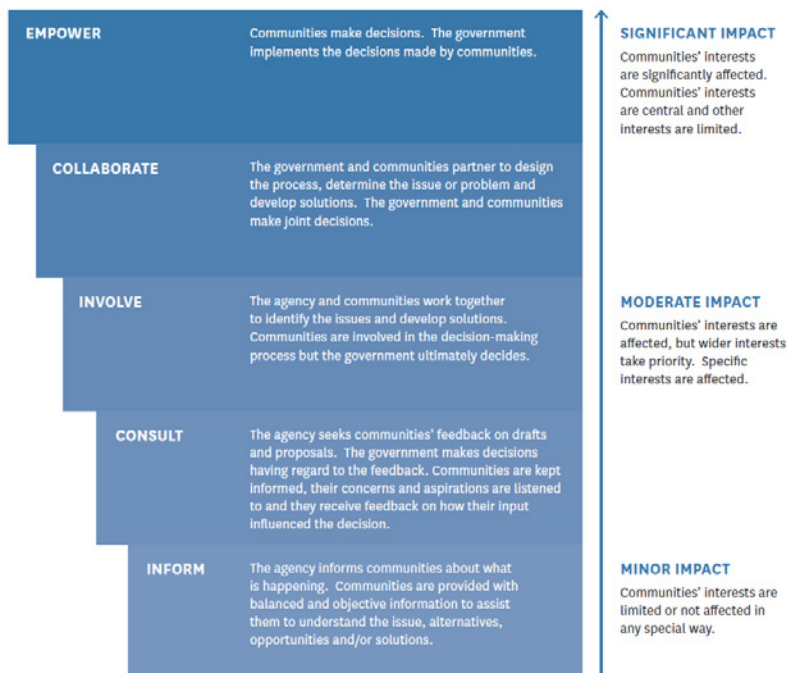 EMPOWER
Communities make decisions. The government
implements the decisions made by communities.
SIGNIFICANT IMPACT
Communities' interests
are significantly affected.
Communities' interests
are central and other
interests are limited.
COLLABORATE
The government and communities partner to design
the process, determine the issue or problem and
develop solutions. The government and communities
make joint decisions.
INVOLVE
The agency and communities work together
to identify the issues and develop solutions.
Communities are involved in the decision-making
process but the government ultimately decides.
MODERATE IMPACT
Communities' interests are
affected, but wider interests
take priority. Specific
interests are affected.
CONSULT
The agency seeks communities' feedback on drafts
and proposals. The government makes decisions
having regard to the feedback. Communities are kept
informed, their concerns and aspirations are listened
to and they receive feedback on how their input
influenced the decision.
INFORM
The agency informs communities about what
is happening. Communities are provided with
balanced and objective information to assist
them to understand the issue, alternatives,
opportunities and/or solutions.
MINOR IMPACT
Communities' interests are
limited or not affected in
any special way.